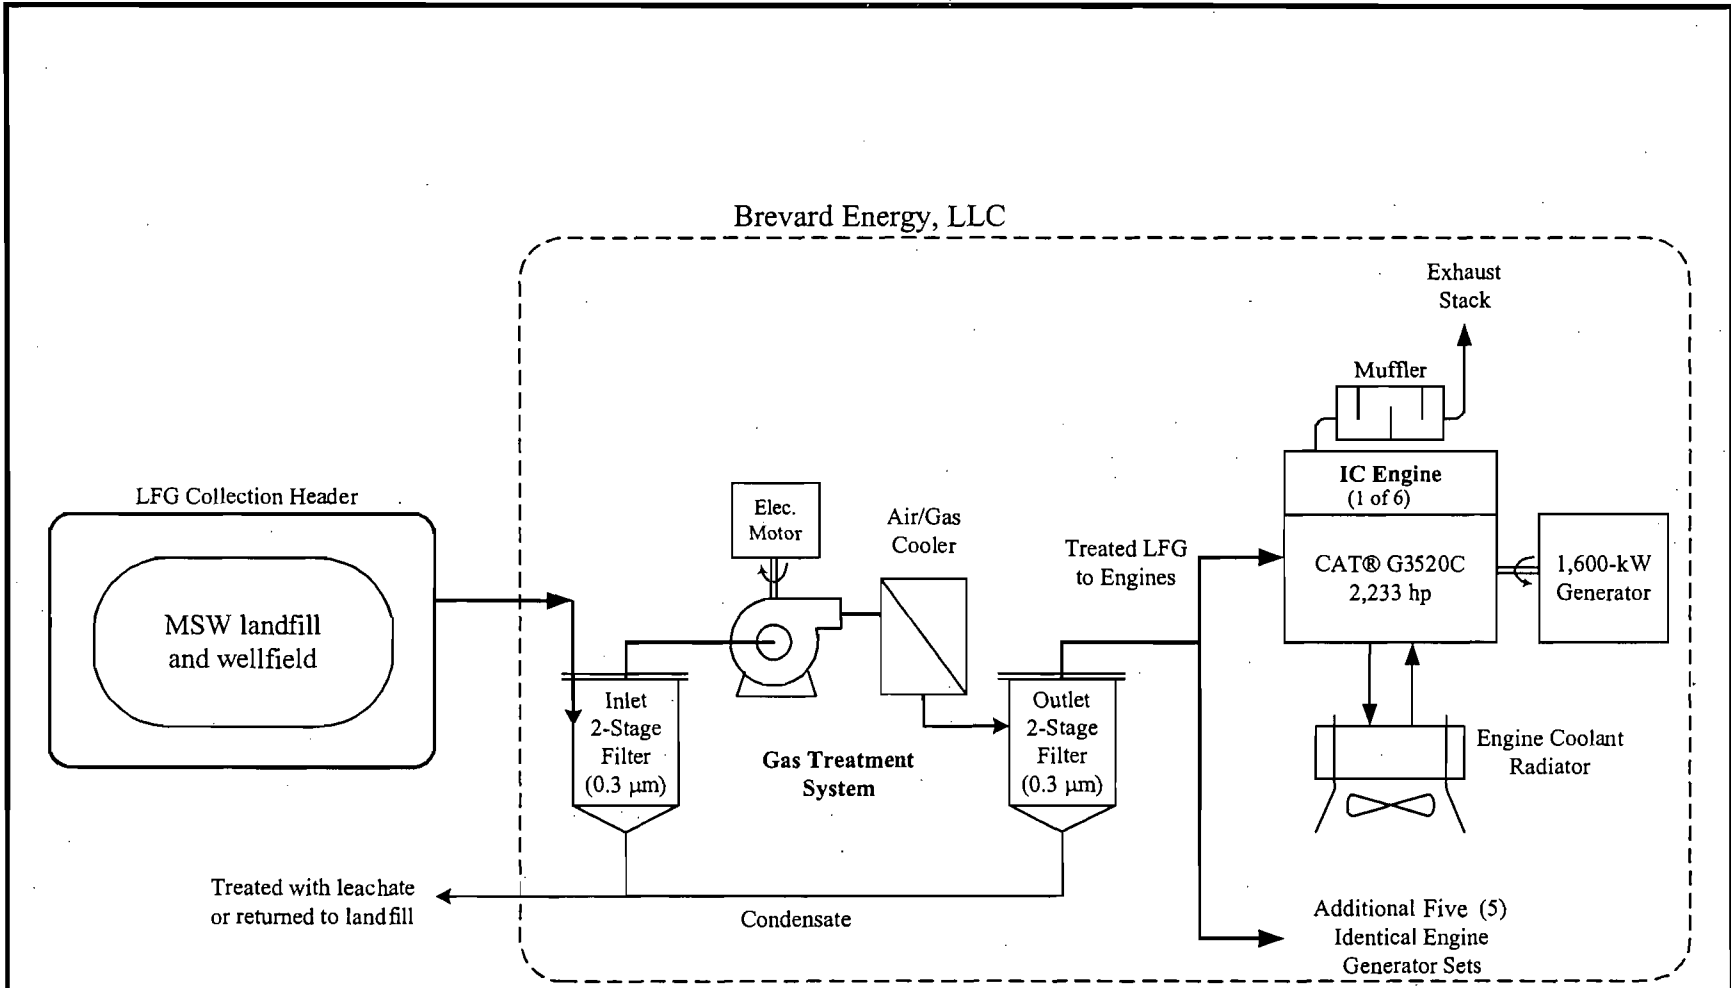 Brevard Energy, LLC
Exhaust
Stack
Muffler
LFG Collection Header
MSW landfill
and wellfield
Elec.
Motor
Air/Gas
Cooler
Treated LFG
to Engines
IC Engine
(1 of 6)
CAT® G3520C
2,233 hp
1,600-kW
Generator
Inlet
2-Stage
Filter
(0.3 µm)
Gas Treatment
System
Outlet
2-Stage
Filter
(0.3 µm)
Engine Coolant
Radiator
Treated with leachate
or returned to landfill
Condensate
Additional Five (5)
Identical Engine
Generator Sets